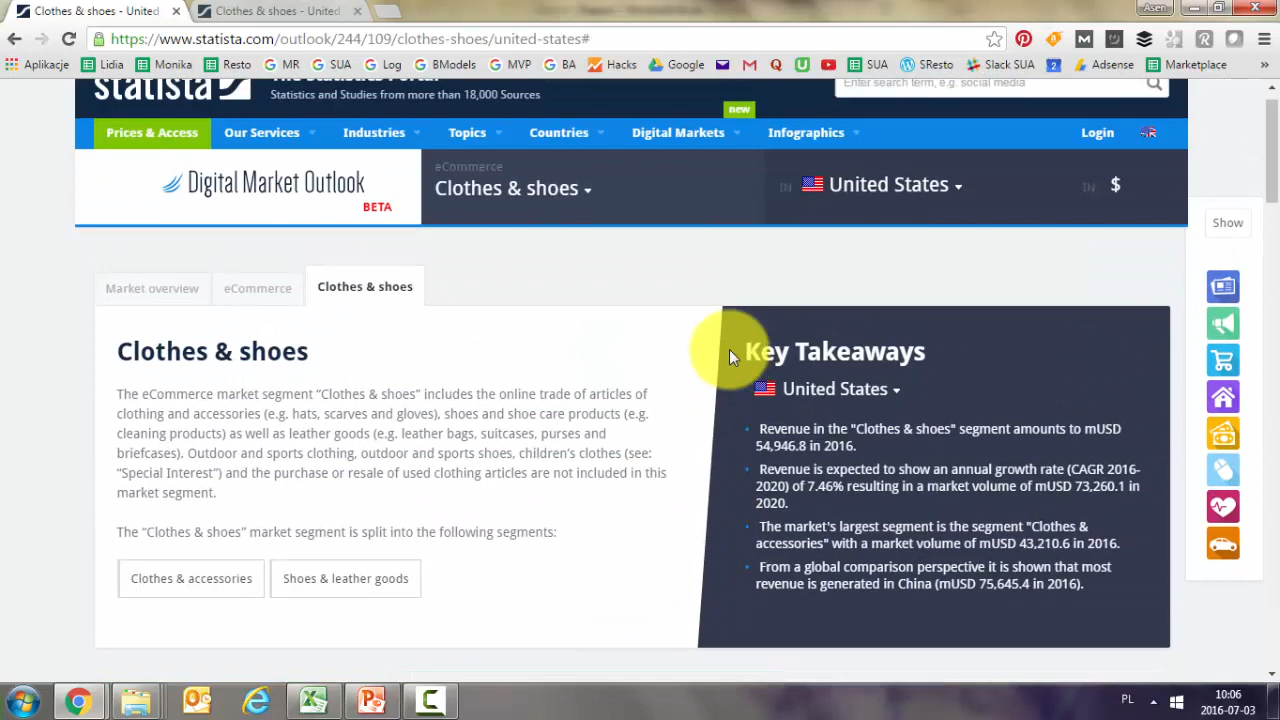 Clothes & shoes - United
Clothes & shoes - United
Asen
https://www.statista.com/outlook/244/109/clothes-shoes/united-states#
Aplikacje Lidia Monika Resto MR SUA Log BModels MVP BA Hacks Google SUA SResto Slack SUA Adsense Marketplace »
statista
Statistics and Studies from more than 18,000 Sources
Enter search term, e.g. social media
new
Prices & Access Our Services Industries Topics Countries Digital Markets Infographics Login
Digital Market Outlook
BETA
eCommerce
Clothes & shoes
IN United States IN $
Show
Market overview eCommerce Clothes & shoes
Clothes & shoes
The eCommerce market segment “Clothes & shoes” includes the online trade of articles of
clothing and accessories (e.g. hats, scarves and gloves), shoes and shoe care products (e.g.
cleaning products) as well as leather goods (e.g. leather bags, suitcases, purses and
briefcases). Outdoor and sports clothing, outdoor and sports shoes, children's clothes (see:
“Special Interest”) and the purchase or resale of used clothing articles are not included in this
market segment.
The “Clothes & shoes” market segment is split into the following segments:
Clothes & accessories Shoes & leather goods
Key Takeaways
United States
Revenue in the "Clothes & shoes" segment amounts to mUSD
54,946.8 in 2016.
Revenue is expected to show an annual growth rate (CAGR 2016-
2020) of 7.46% resulting in a market volume of mUSD 73,260.1 in
2020.
The market's largest segment is the segment "Clothes &
accessories" with a market volume of mUSD 43,210.6 in 2016.
From a global comparison perspective it is shown that most
revenue is generated in China (mUSD 75,645.4 in 2016).
PL
10:06
2016-07-03